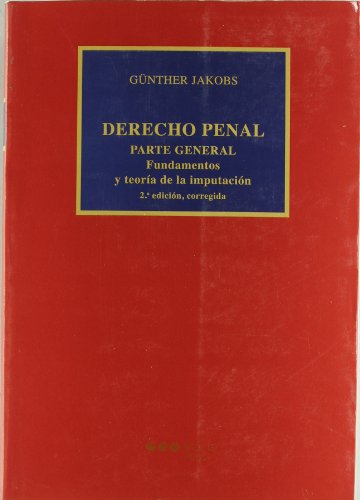 GÜNTHER JAKOBS
DERECHO PENAL
PARTE GENERAL
Fundamentos
y teoría de la imputación
2.ª edición, corregida